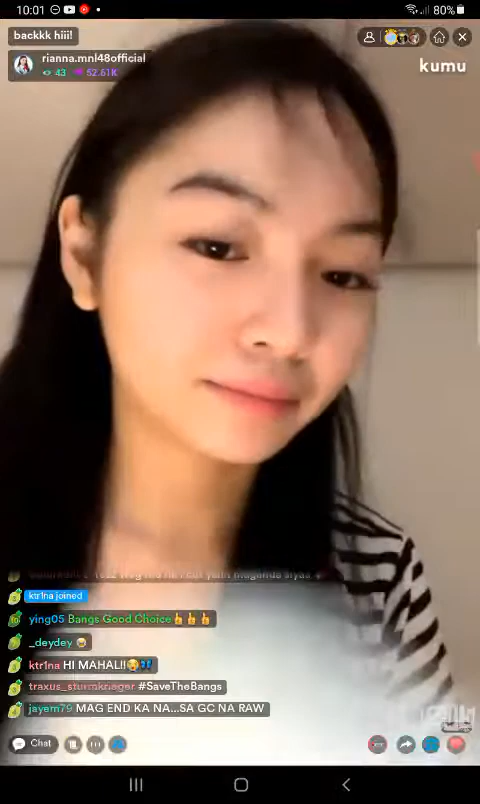 10:01
80%
backkk hiii!
rianna.mnl48official
43 52.61K
kumu
ktr1na joined
ying05 Bangs Good Choice
_deydey
ktr1na HI MAHAL!!
traxus_sturmkrieger #SaveTheBangs
jayem79 MAG END KA NA...SA GC NA RAW
Chat